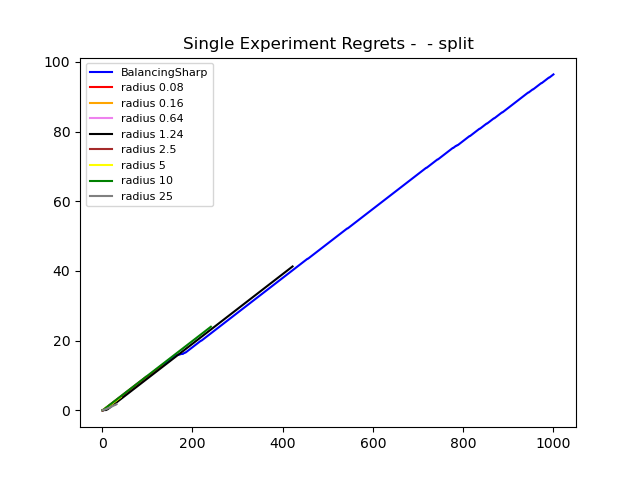 Single Experiment Regrets -  - split
100
80
60
40
20
0
BalancingSharp
radius 0.08
radius 0.16
radius 0.64
radius 1.24
radius 2.5
radius 5
radius 10
radius 25
0 200 400 600 800 1000